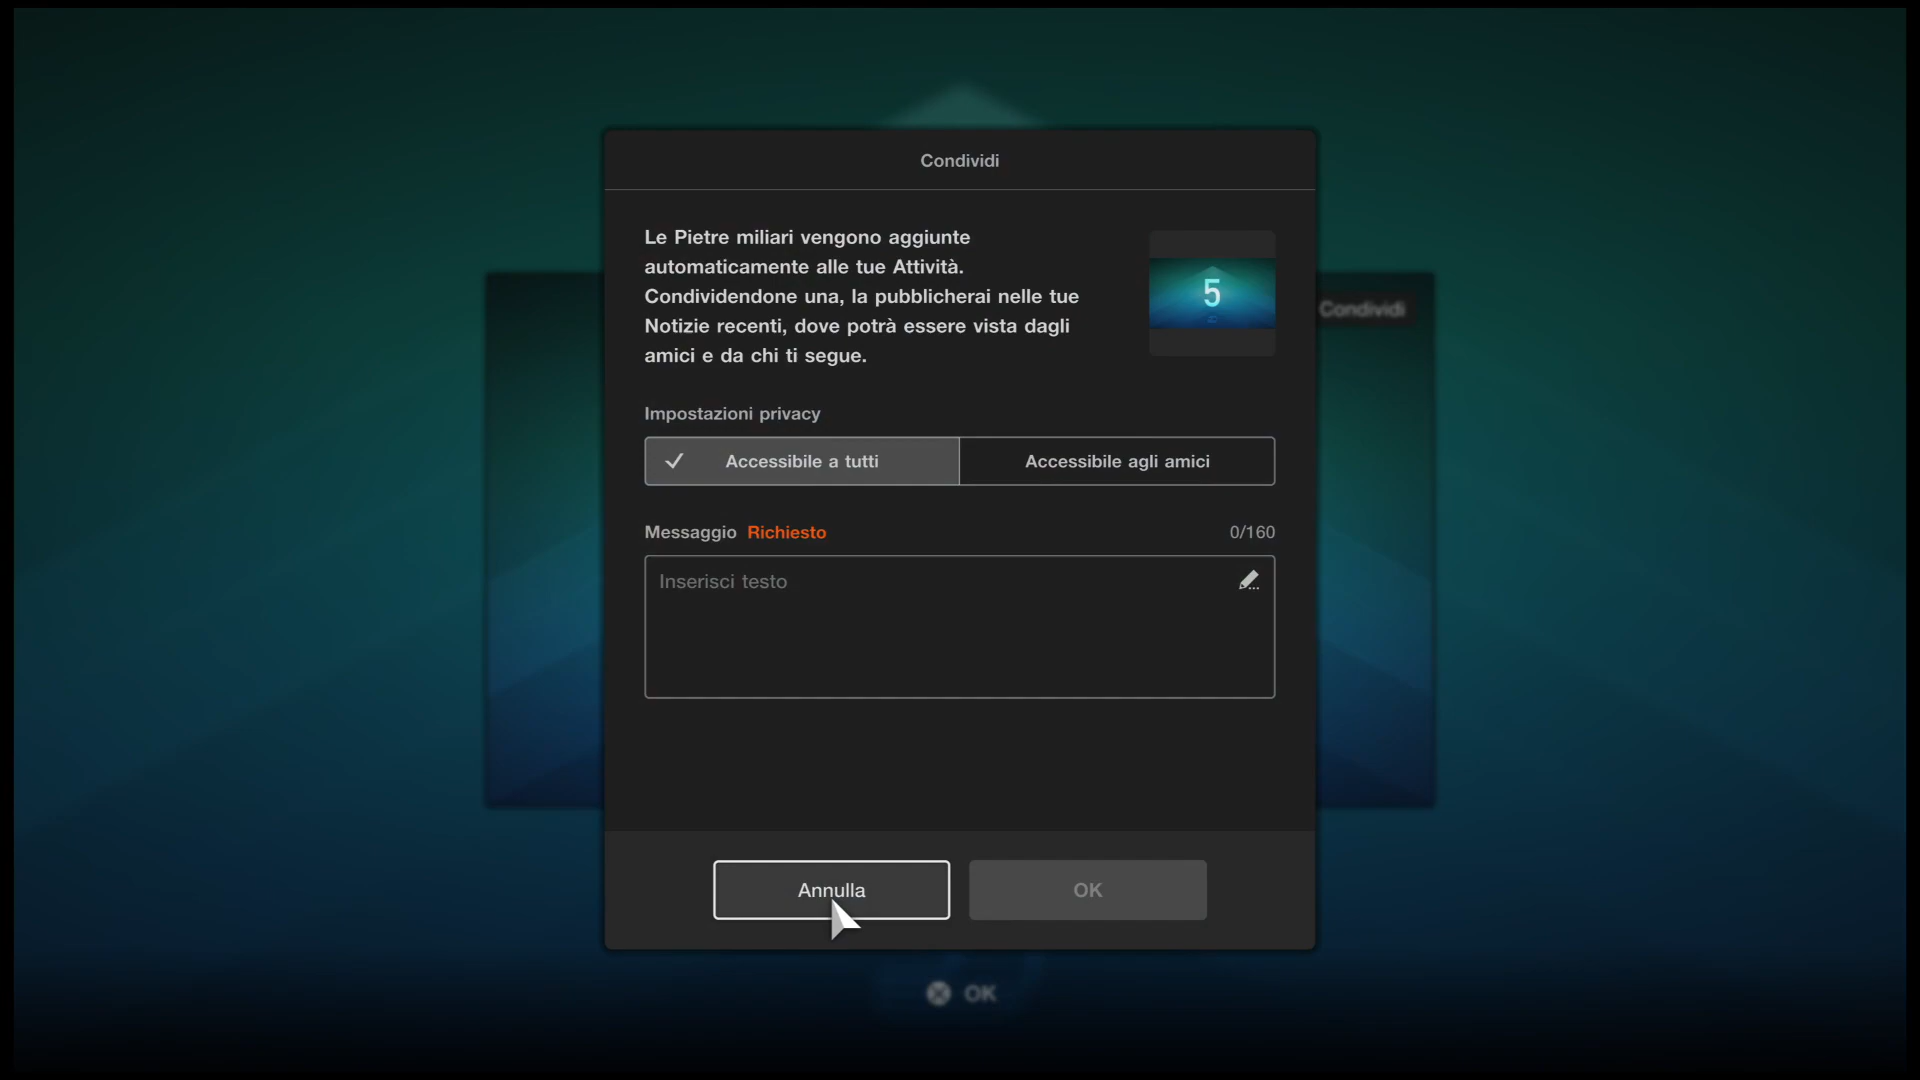 Condividi
Le Pietre miliari vengono aggiunte
automaticamente alle tue Attività.
Condividendone una, la pubblicherai nelle tue
Notizie recenti, dove potrà essere vista dagli
amici e da chi ti segue.
5
Condividi
Impostazioni privacy
Accessibile a tutti
Accessibile agli amici
Messaggio Richiesto
0/160
Inserisci testo
Annulla
OK
OK